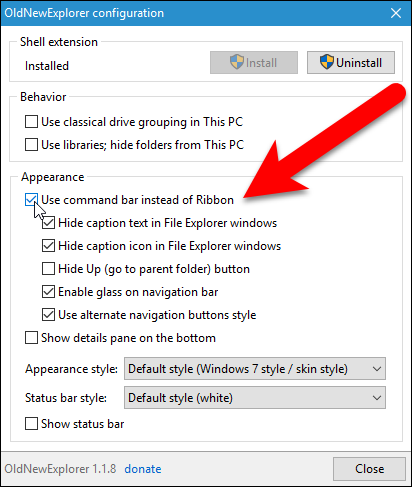 OldNewExplorer configuration
Shell extension
Installed
Install
Uninstall
Behavior
Use classical drive grouping in This PC
Use libraries; hide folders from This PC
Appearance
Use command bar instead of Ribbon
Hide caption text in File Explorer windows
Hide caption icon in File Explorer windows
Hide Up (go to parent folder) button
Enable glass on navigation bar
Use alternate navigation buttons style
Show details pane on the bottom
Appearance style: Default style (Windows 7 style / skin style)
Status bar style: Default style (white)
Show status bar
OldNewExplorer 1.1.8 donate
Close